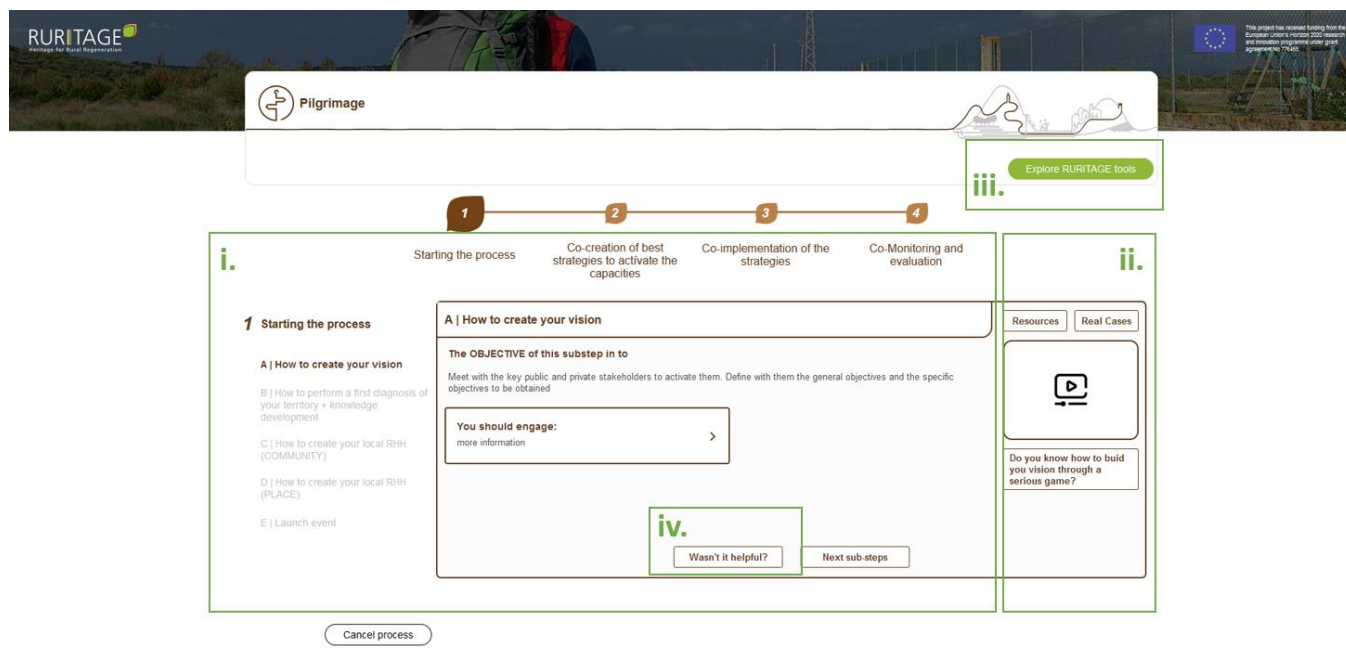 RURITAGE
Heritage for Rural Regeneration
This project has received funding from the
European Union's Horizon 2020 research
and innovation programme under grant
agreement No 776465
Pilgrimage
Explore RURITAGE tools
iii.
1
2
3
4
i.
Starting the process
Co-creation of best
strategies to activate the
capacities
Co-implementation of the
strategies
Co-Monitoring and
evaluation
ii.
1 Starting the process
A | How to create your vision
B | How to perform a first diagnosis of
your territory + knowledge
development
C | How to create your local RHH
(COMMUNITY)
D | How to create your local RHH
(PLACE)
E | Launch event
A | How to create your vision
The OBJECTIVE of this substep in to
Meet with the key public and private stakeholders to activate them. Define with them the general objectives and the specific
objectives to be obtained
You should engage:
more information
iv.
Wasn't it helpful?
Next sub-steps
Resources
Real Cases
Do you know how to buid
you vision through a
serious game?
Cancel process